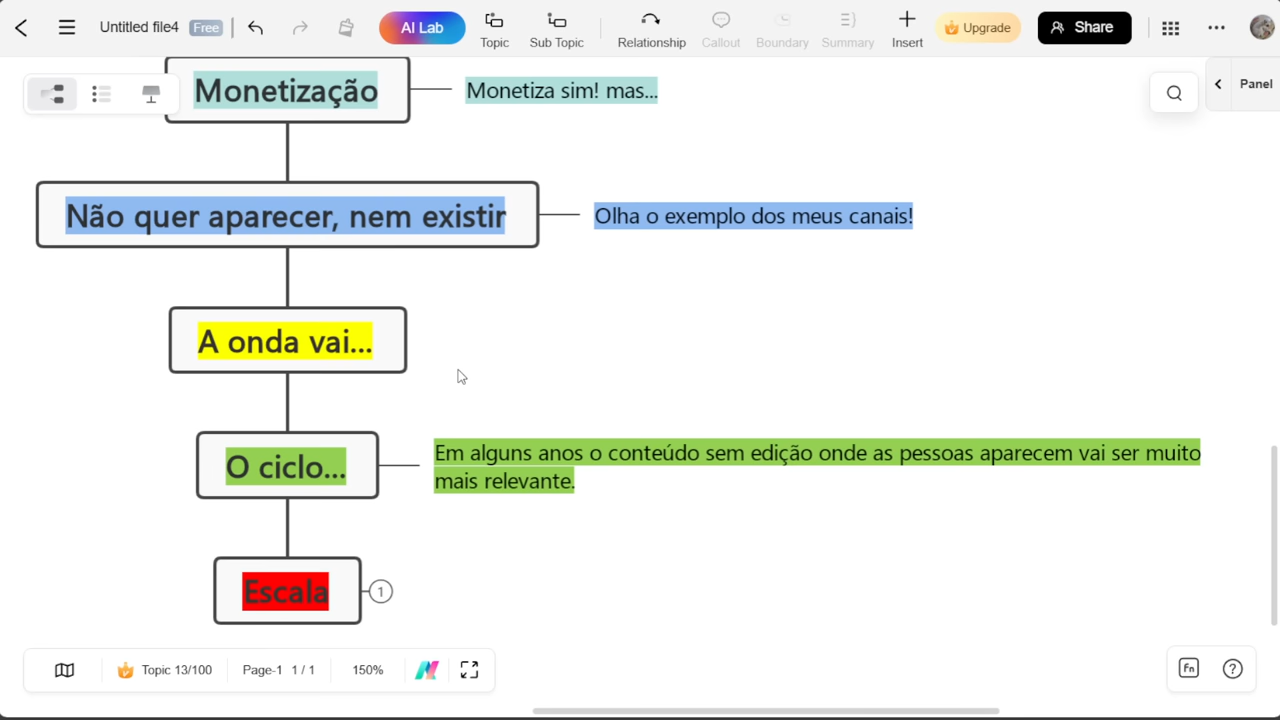 Untitled file4
Free
AI Lab
Topic
Sub Topic
Relationship
Callout
Boundary
Summary
Insert
Upgrade
Share
Panel
Monetização
Monetiza sim! mas...
Não quer aparecer, nem existir
Olha o exemplo dos meus canais!
A onda vai...
O ciclo...
Em alguns anos o conteúdo sem edição onde as pessoas aparecem vai ser muito
mais relevante.
Escala
1
Topic 13/100
Page-1 1 / 1
150%
Fn
?